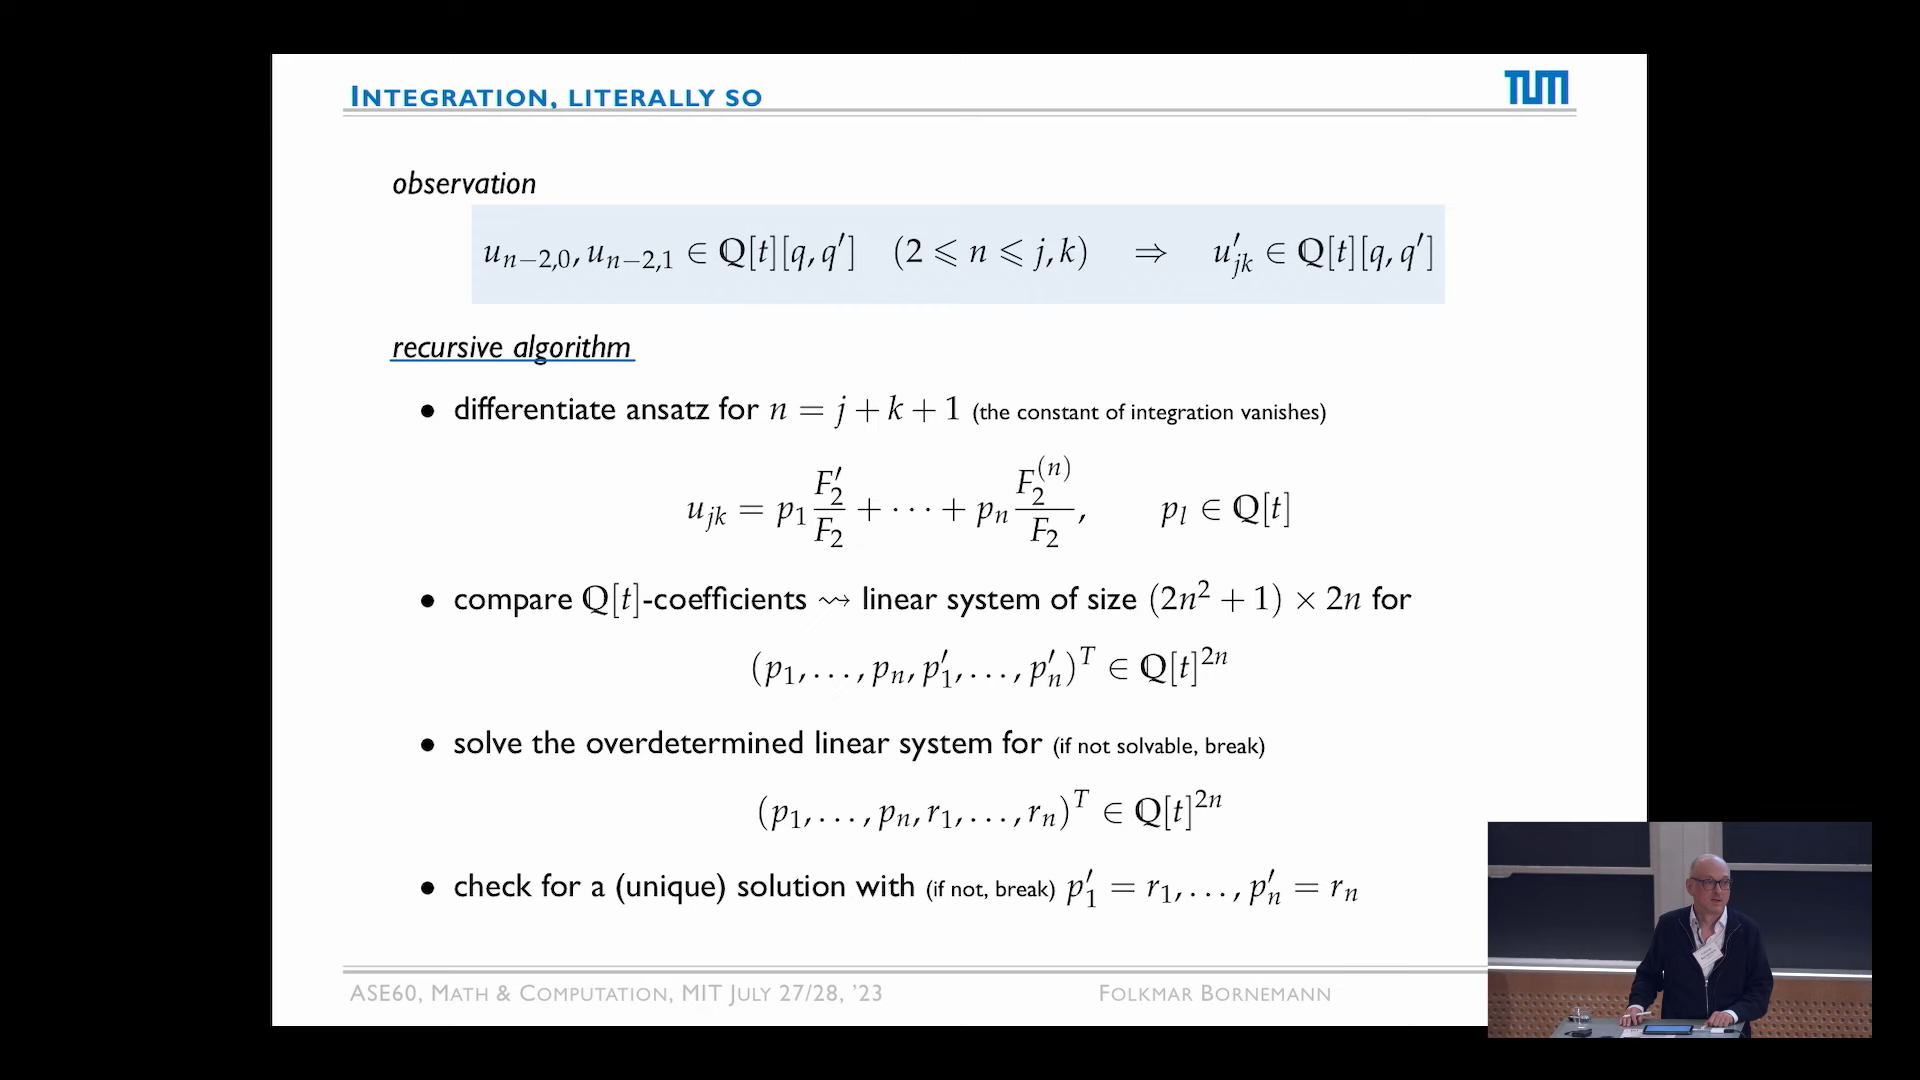 INTEGRATION, LITERALLY SO
TUM
observation
u_{n−2,0}, u_{n−2,1} ∈ ℚ[t][q, q′] (2 ⩽ n ⩽ j, k) ⇒ u′_{jk} ∈ ℚ[t][q, q′]
recursive algorithm
• differentiate ansatz for n = j + k + 1 (the constant of integration vanishes)
u_{jk} = p_1 F′_2/F_2 + ··· + p_n F_2^{(n)}/F_2, p_l ∈ ℚ[t]
• compare ℚ[t]-coefficients ⇝ linear system of size (2n² + 1) × 2n for
(p_1, …, p_n, p′_1, …, p′_n)^T ∈ ℚ[t]^{2n}
• solve the overdetermined linear system for (if not solvable, break)
(p_1, …, p_n, r_1, …, r_n)^T ∈ ℚ[t]^{2n}
• check for a (unique) solution with (if not, break) p′_1 = r_1, …, p′_n = r_n
ASE60, MATH & COMPUTATION, MIT JULY 27/28, ’23
FOLKMAR BORNEMANN